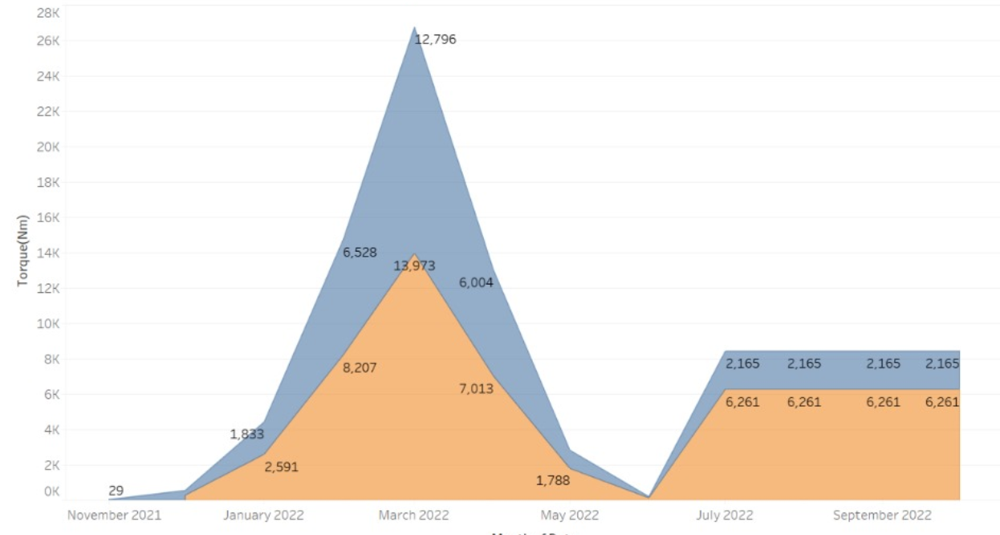 28K
26K
24K
22K
20K
18K
16K
14K
12K
10K
8K
6K
4K
2K
0K
Torque(Nm)
29
1,833
2,591
6,528
8,207
12,796
13,973
6,004
7,013
1,788
2,165 2,165 2,165 2,165
6,261 6,261 6,261 6,261
November 2021 January 2022 March 2022 May 2022 July 2022 September 2022